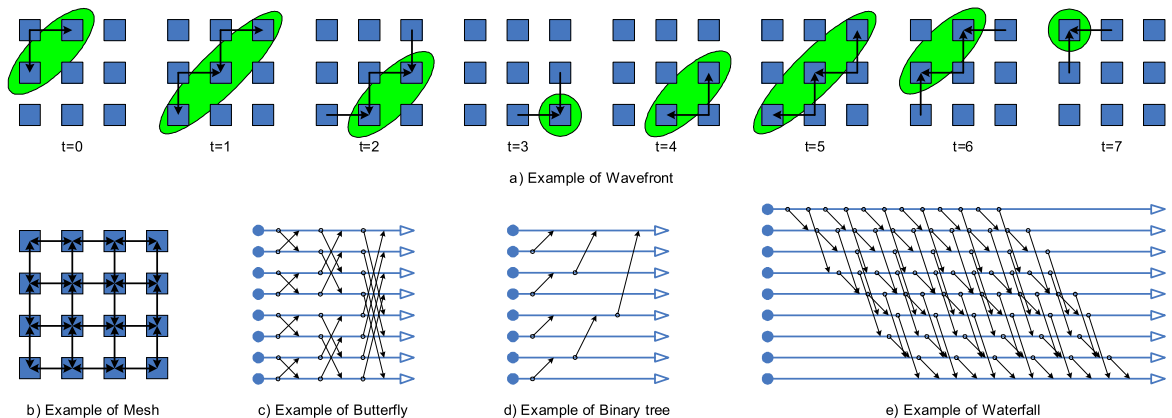 t=0
t=1
t=2
t=3
t=4
t=5
t=6
t=7
a) Example of Wavefront
b) Example of Mesh
c) Example of Butterfly
d) Example of Binary tree
e) Example of Waterfall